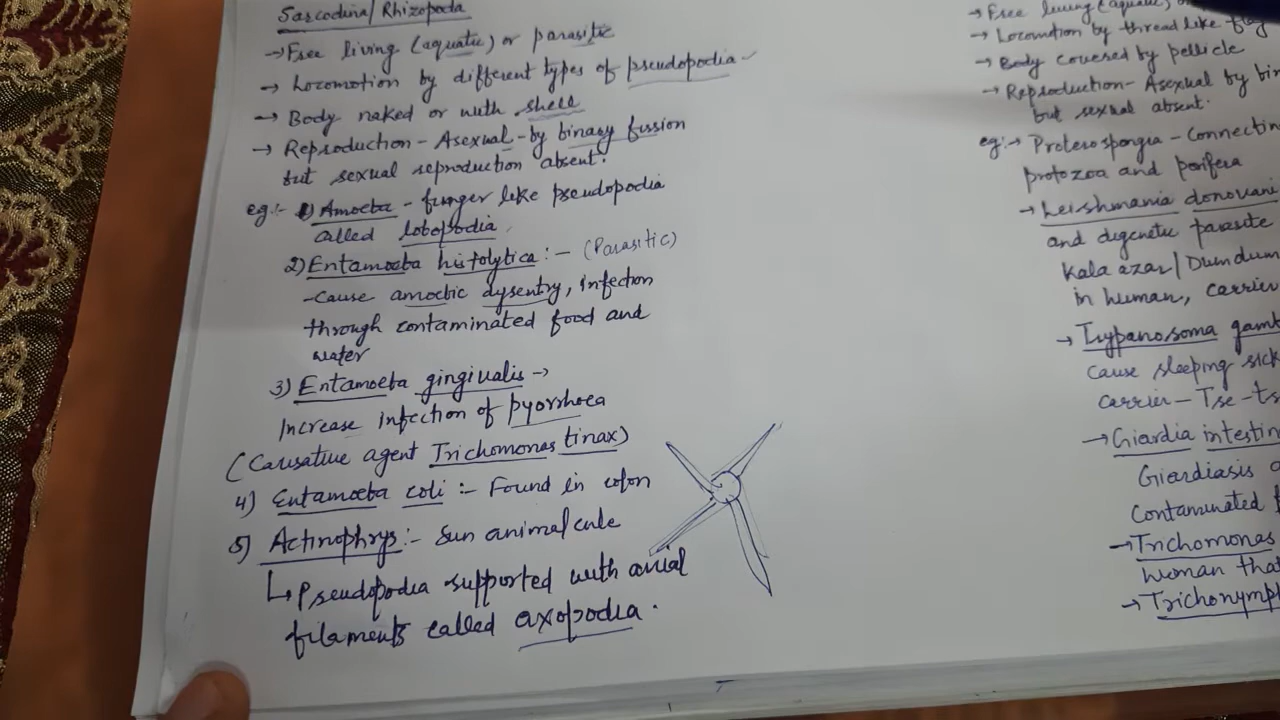 Sarcodina/Rhizopoda
→Free living (aquatic) or parasitic
→ Locomotion by different types of pseudopodia
→ Body naked or with shell
→ Reproduction - Asexual - by binary fission
but sexual reproduction absent.
eg:- 1) Amoeba - finger like pseudopodia
called lobopodia
2) Entamoeba histolytica :- (Parasitic)
-Cause amoebic dysentry, infection
through contaminated food and
water
3) Entamoeba gingivalis →
Increase infection of pyorrhoea
(Causative agent Trichomonas tinax)
4) Entamoeba coli :- Found in colon
5) Actinophrys :- Sun animalcule
↳ Pseudopodia supported with axial
filaments called axopodia.
→ Free living (aquatic)
→ Locomotion by thread like
→ Body covered by pellicle
→ Reproduction- Asexual by
but sexual absent.
eg:→ Proterospongia -
protozoa and porifera
→ Leishmania donovani
and digenetic parasite
Kala azar/Dumdum
in human, carrier
→ Trypanosoma
cause sleeping
carrier - Tse-
→ Giardia
Giardiasis
Contaminated
→Trichomonas
woman that
→